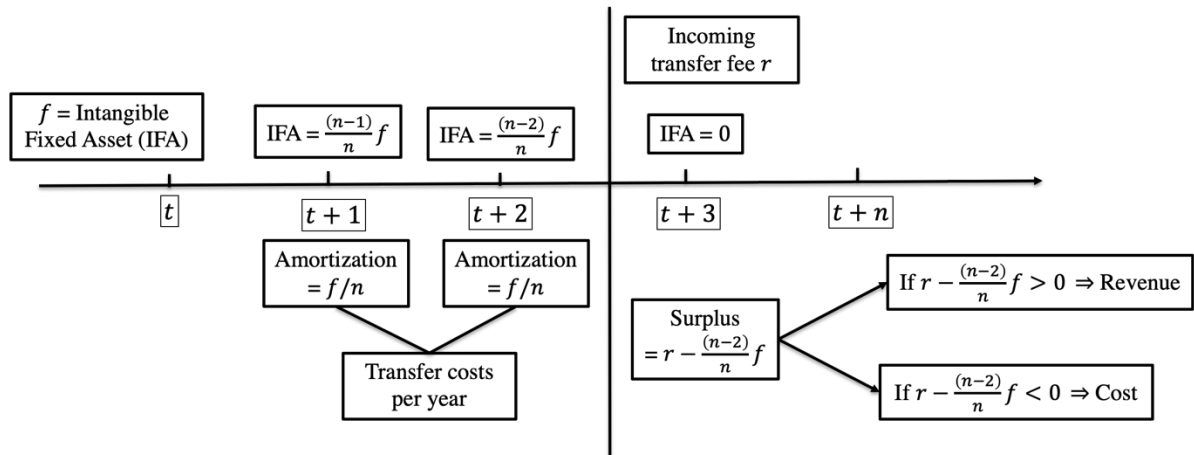 Incoming
transfer fee r
f = Intangible
Fixed Asset (IFA)
IFA = (n−1)/n f
IFA = (n−2)/n f
IFA = 0
t
t + 1
t + 2
t + 3
t + n
Amortization
= f/n
Amortization
= f/n
Transfer costs
per year
Surplus
= r − (n−2)/n f
If r − (n−2)/n f > 0 ⇒ Revenue
If r − (n−2)/n f < 0 ⇒ Cost